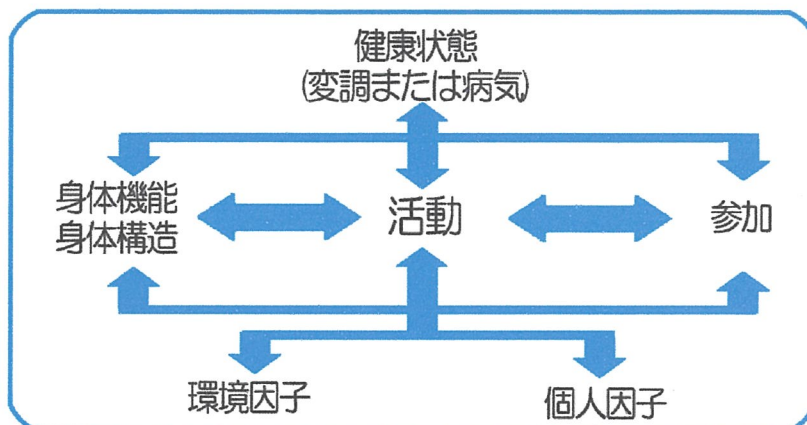 健康状態
(変調または病気)
身体機能
身体構造
活動
参加
環境因子
個人因子